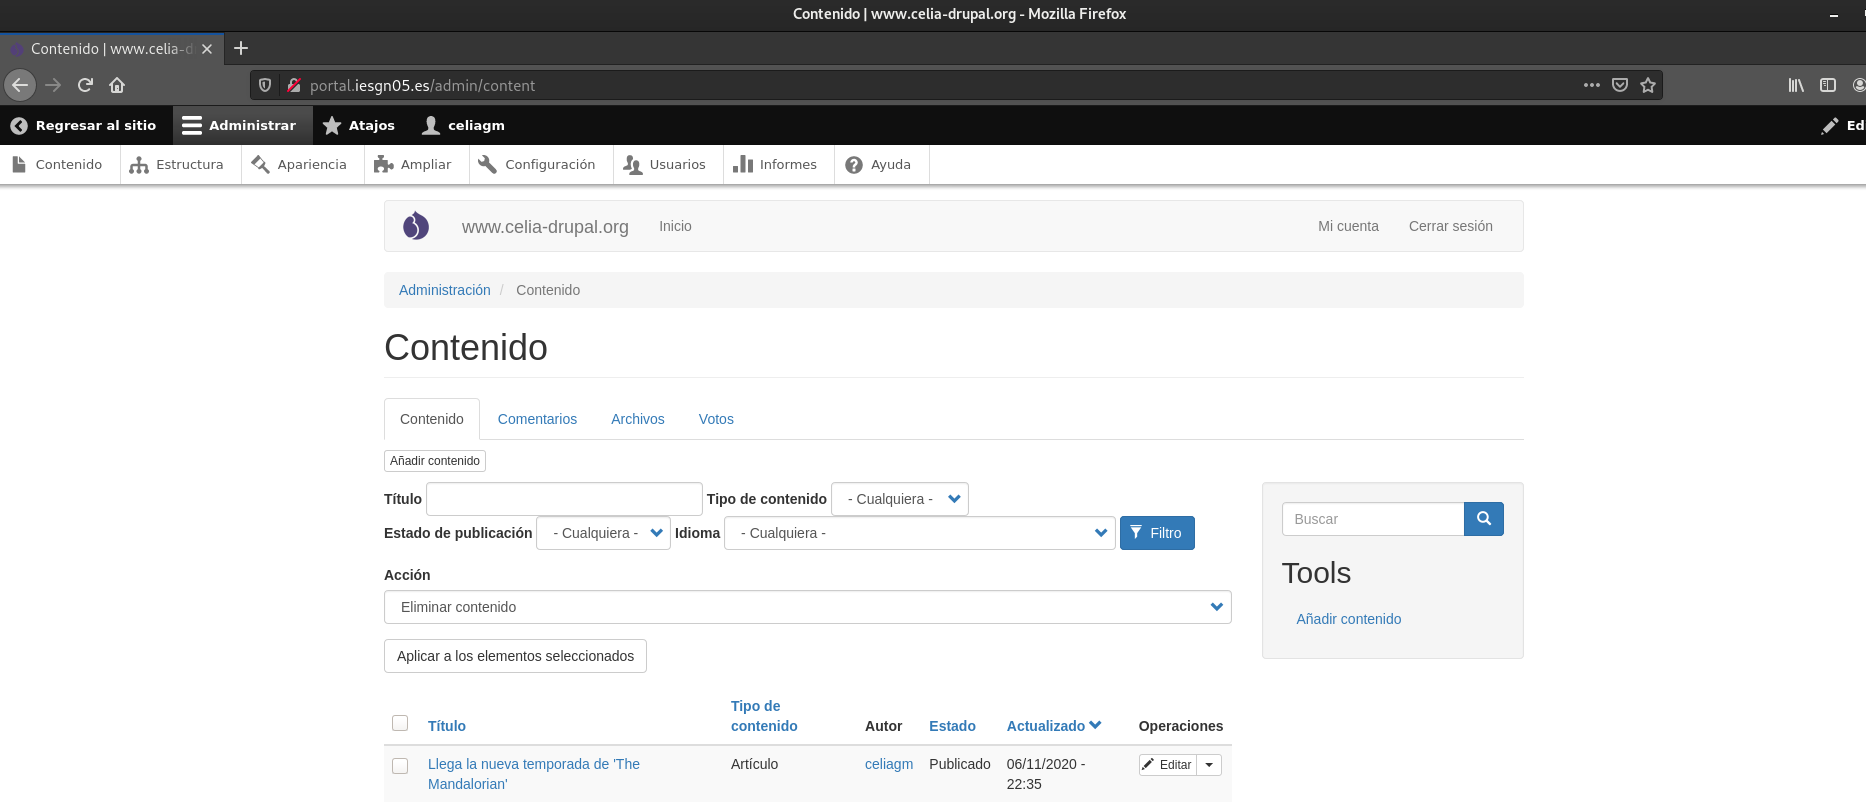 Contenido | www.celia-drupal.org - Mozilla Firefox
Contenido | www.celia-d
portal.iesgn05.es/admin/content
Regresar al sitio Administrar Atajos celiagm Ed
Contenido Estructura Apariencia Ampliar Configuración Usuarios Informes Ayuda
www.celia-drupal.org Inicio Mi cuenta Cerrar sesión
Administración / Contenido
Contenido
Contenido Comentarios Archivos Votos
Añadir contenido
Título Tipo de contenido - Cualquiera -
Estado de publicación - Cualquiera - Idioma - Cualquiera - Filtro
Acción
Eliminar contenido
Aplicar a los elementos seleccionados
Buscar
Tools
Añadir contenido
Título Tipo de contenido Autor Estado Actualizado Operaciones
Llega la nueva temporada de 'The Mandalorian' Artículo celiagm Publicado 06/11/2020 - 22:35 Editar